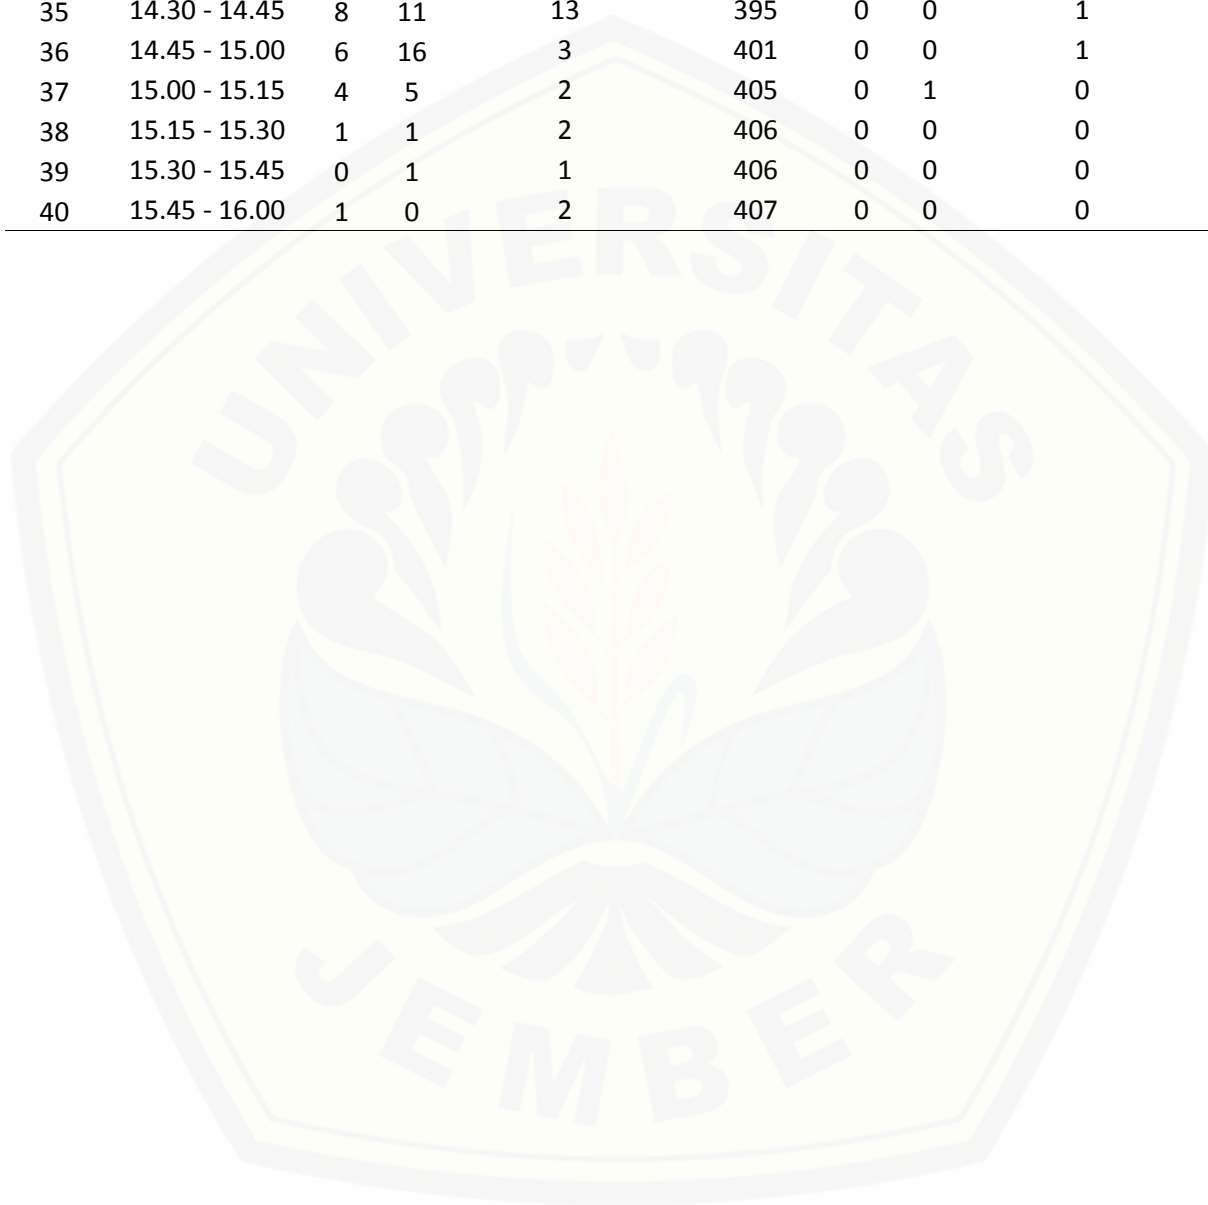 35 14.30 - 14.45 8 11 13 395 0 0 1
36 14.45 - 15.00 6 16 3 401 0 0 1
37 15.00 - 15.15 4 5 2 405 0 1 0
38 15.15 - 15.30 1 1 2 406 0 0 0
39 15.30 - 15.45 0 1 1 406 0 0 0
40 15.45 - 16.00 1 0 2 407 0 0 0
UNIVERSITAS
JEMBER